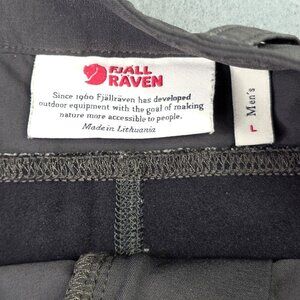 FJÄLL
RÄVEN
Since 1960 Fjällräven has developed
outdoor equipment with the goal of making
nature more accessible to people.
Made in Lithuania
L Men's